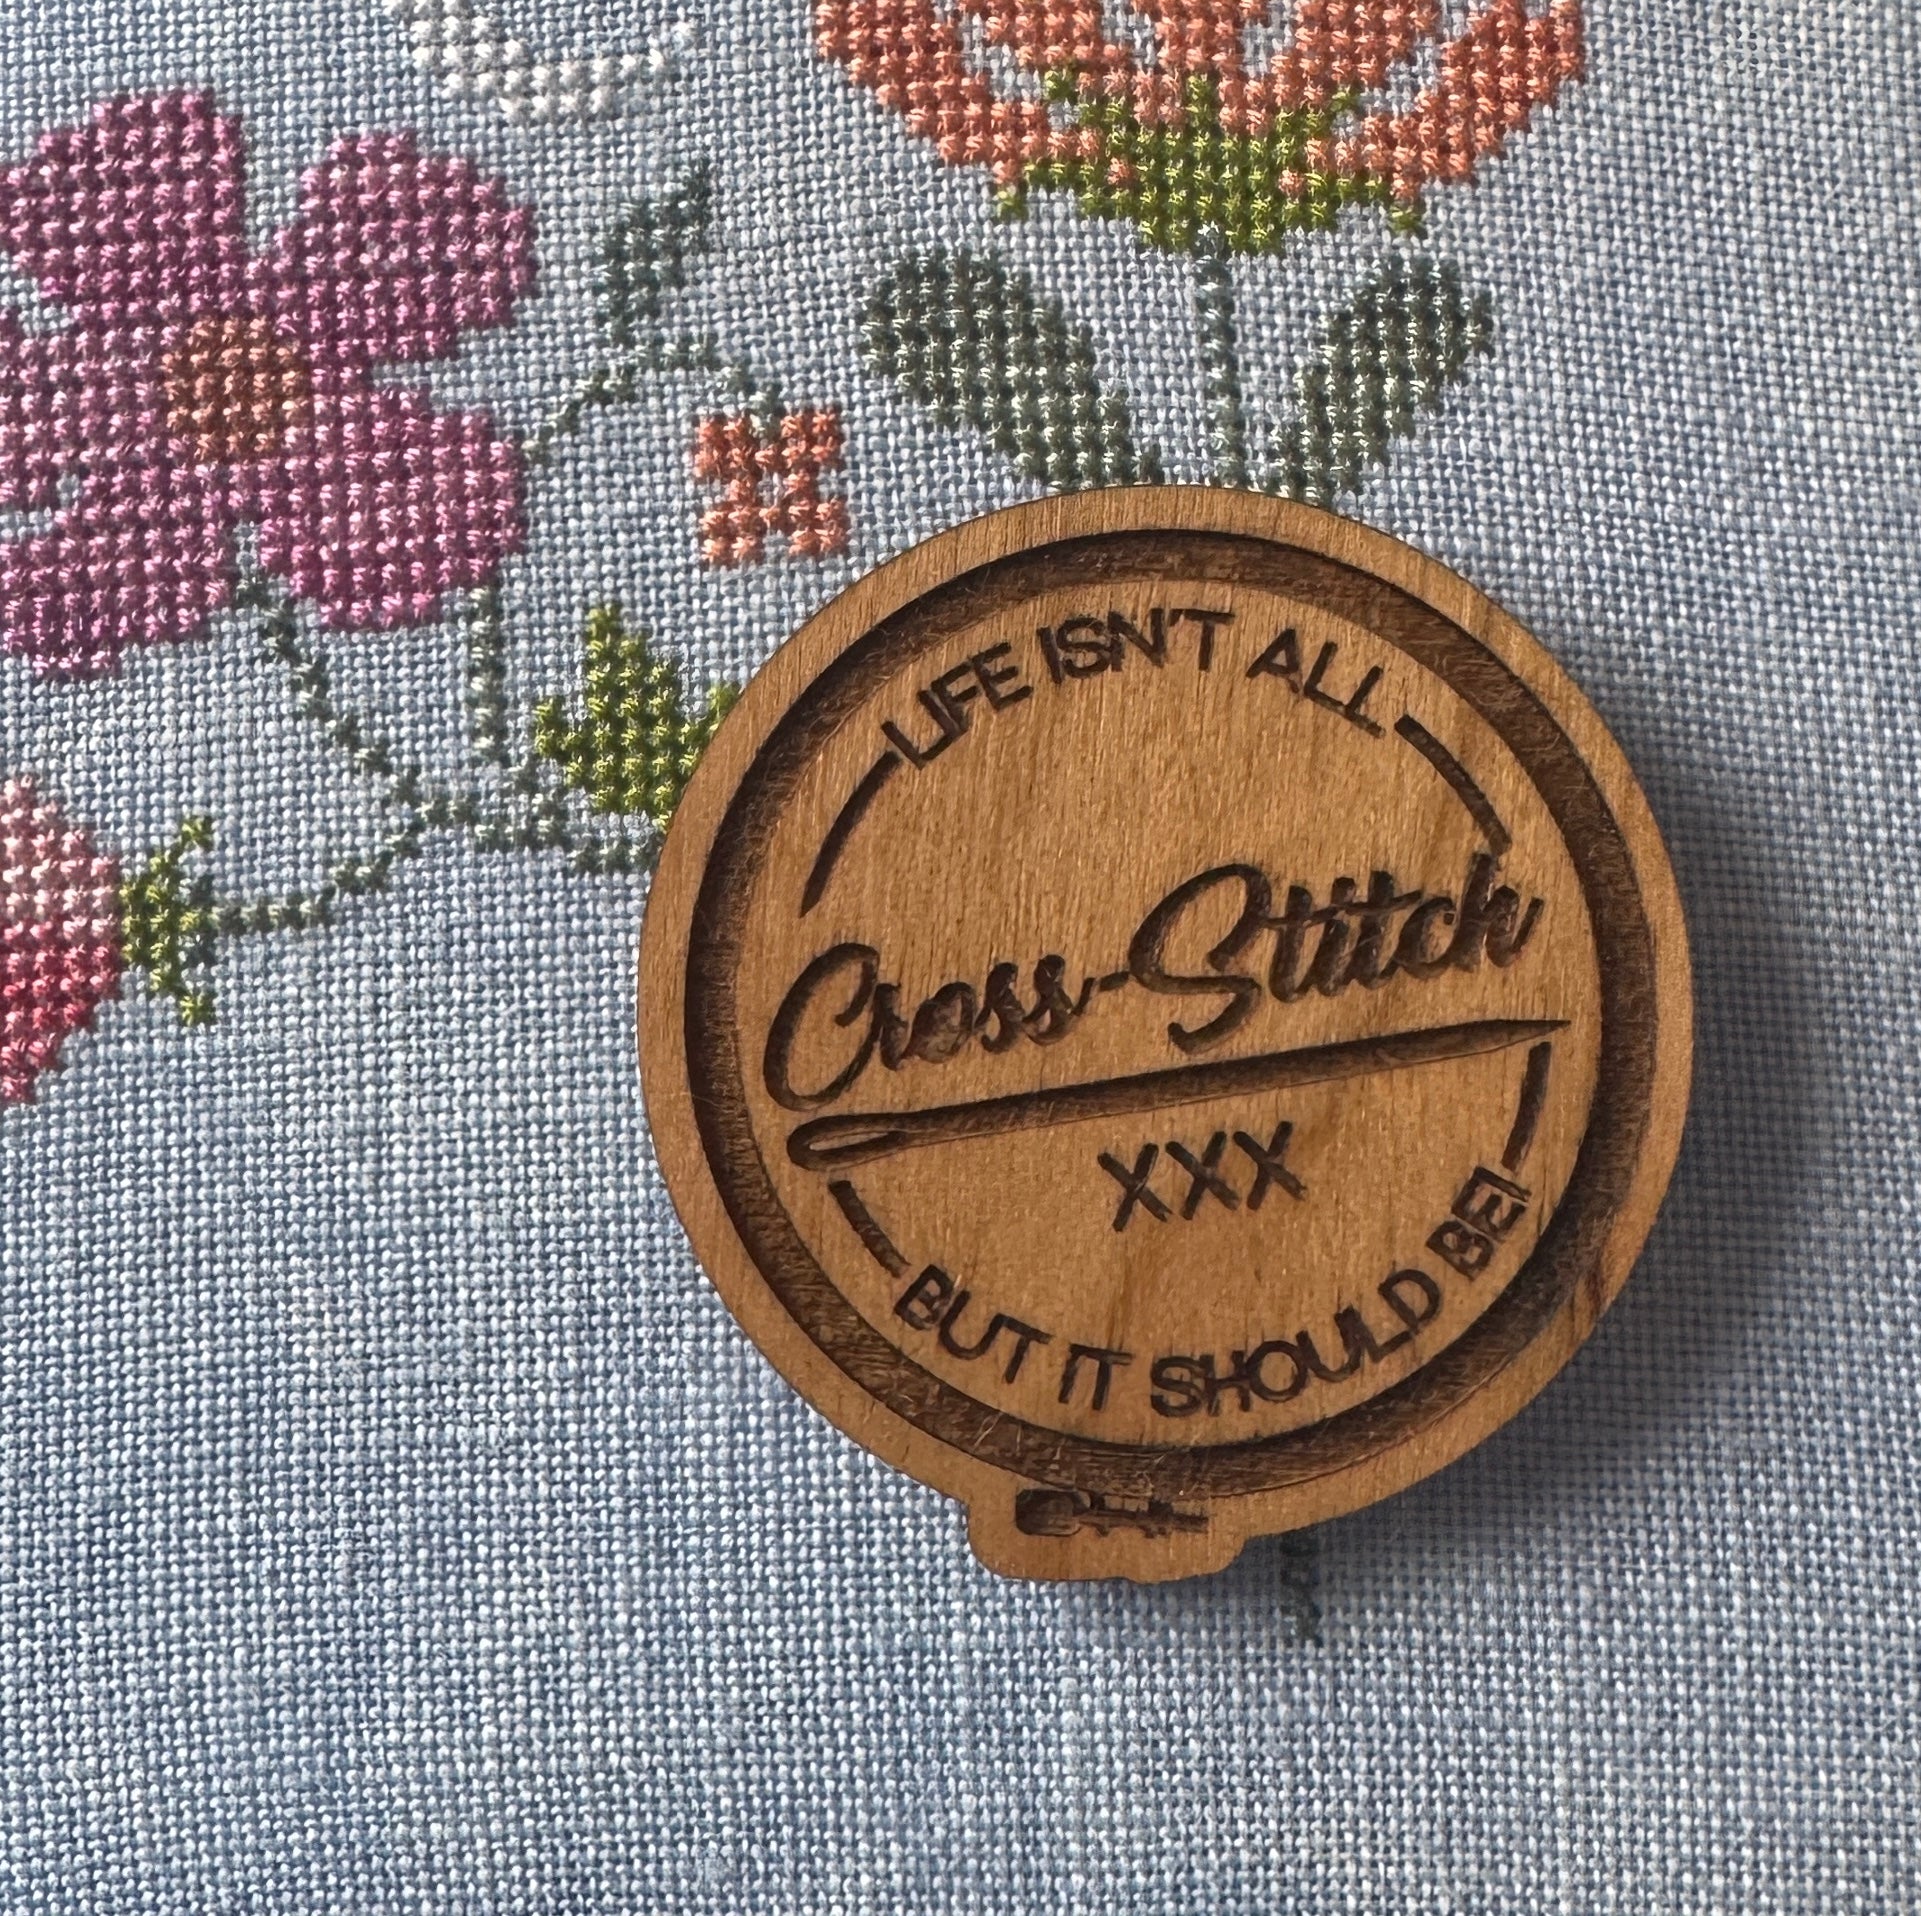 LIFE ISN'T ALL
Cross-Stitch
XXX
BUT IT SHOULD BE!